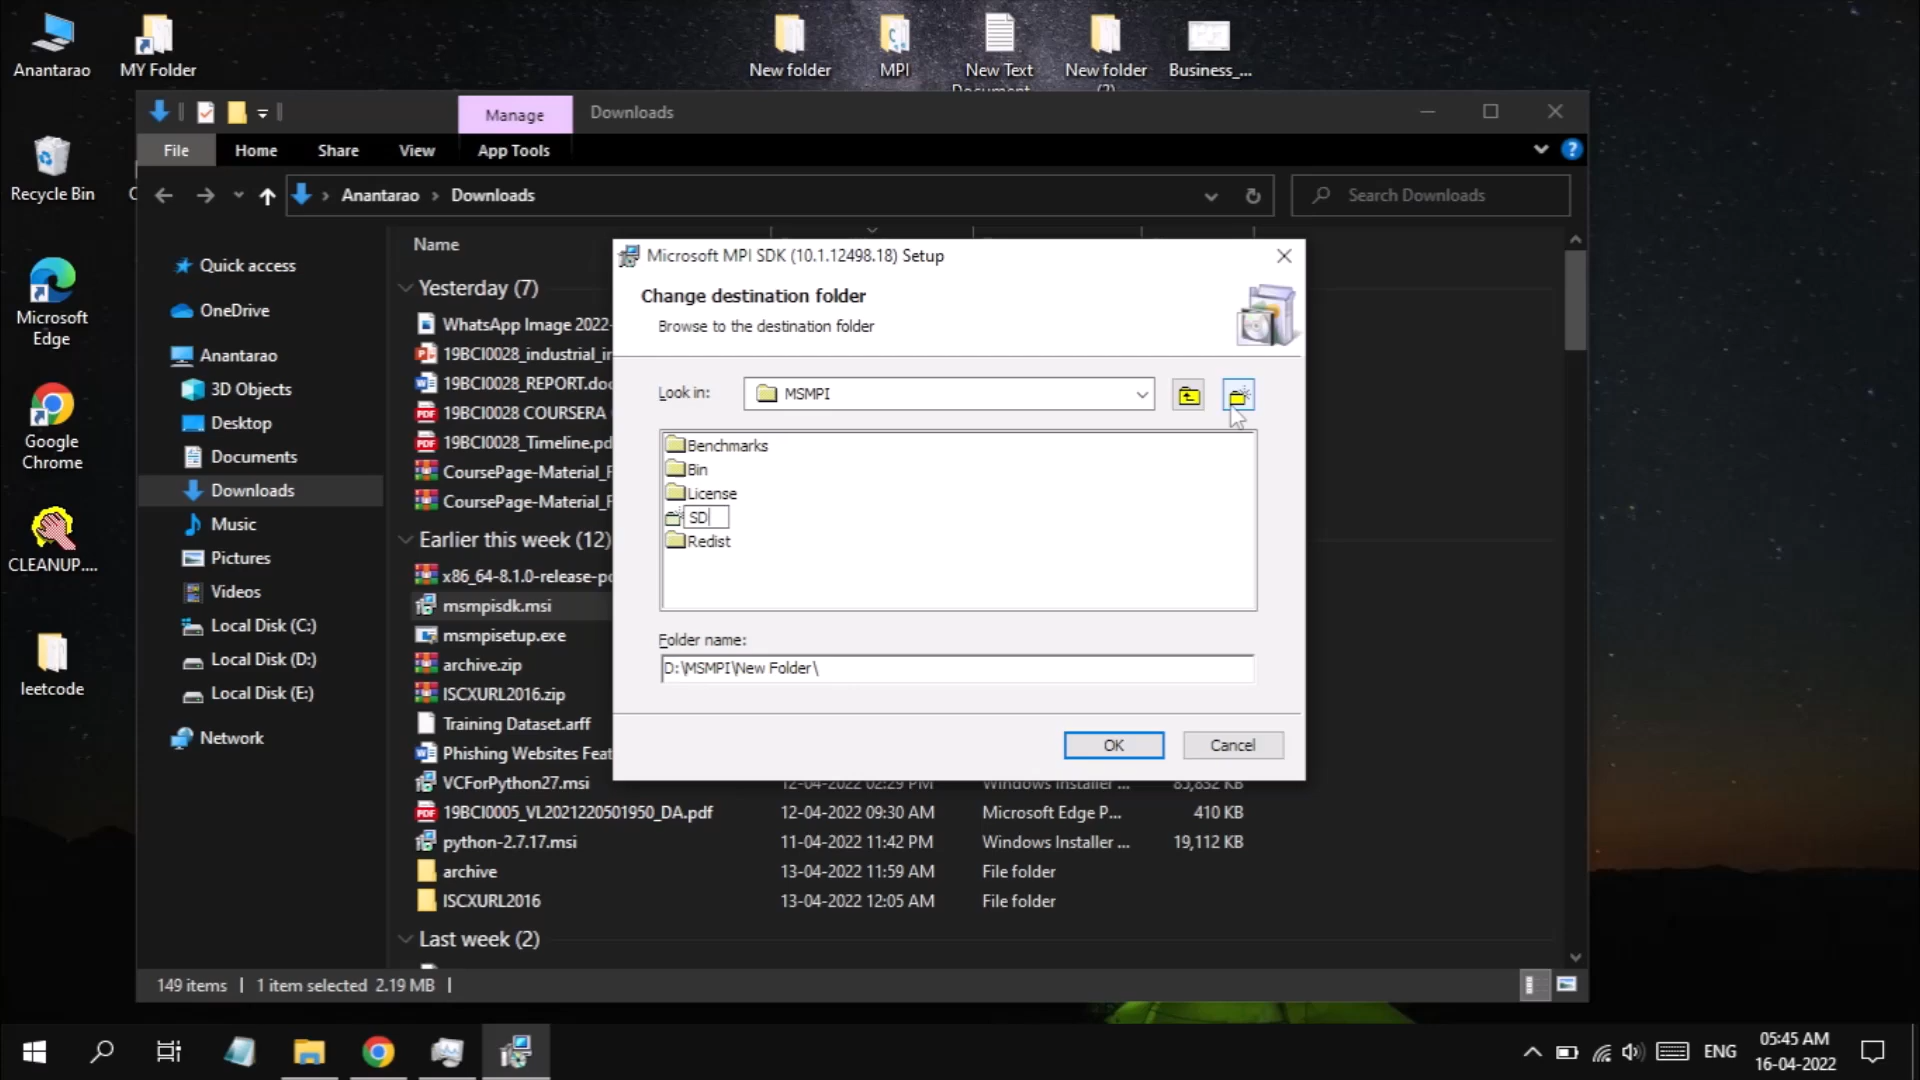 Anantarao
MY Folder
New folder
MPI
New Text
Document
New folder
(2)
Business_...
Manage
Downloads
File
Home
Share
View
App Tools
Anantarao
Downloads
Search Downloads
Recycle Bin
Microsoft
Edge
Google
Chrome
CLEANUP....
leetcode
Quick access
OneDrive
Anantarao
3D Objects
Desktop
Documents
Downloads
Music
Pictures
Videos
Local Disk (C:)
Local Disk (D:)
Local Disk (E:)
Network
Name
Yesterday (7)
WhatsApp Image 2022-
19BCI0028_industrial_in
19BCI0028_REPORT.doc
19BCI0028 COURSERA
19BCI0028_Timeline.pd
CoursePage-Material_F
CoursePage-Material_F
Earlier this week (12)
x86_64-8.1.0-release-po
msmpisdk.msi
msmpisetup.exe
archive.zip
ISCXURL2016.zip
Training Dataset.arff
Phishing Websites Feat
VCForPython27.msi 12-04-2022 02:29 PM Windows Installer ... 85,832 KB
19BCI0005_VL2021220501950_DA.pdf 12-04-2022 09:30 AM Microsoft Edge P... 410 KB
python-2.7.17.msi 11-04-2022 11:42 PM Windows Installer ... 19,112 KB
archive 13-04-2022 11:59 AM File folder
ISCXURL2016 13-04-2022 12:05 AM File folder
Last week (2)
149 items 1 item selected 2.19 MB
Microsoft MPI SDK (10.1.12498.18) Setup
Change destination folder
Browse to the destination folder
Look in:
MSMPI
Benchmarks
Bin
License
SD
Redist
Folder name:
D:\MSMPI\New Folder\
OK
Cancel
ENG
05:45 AM
16-04-2022